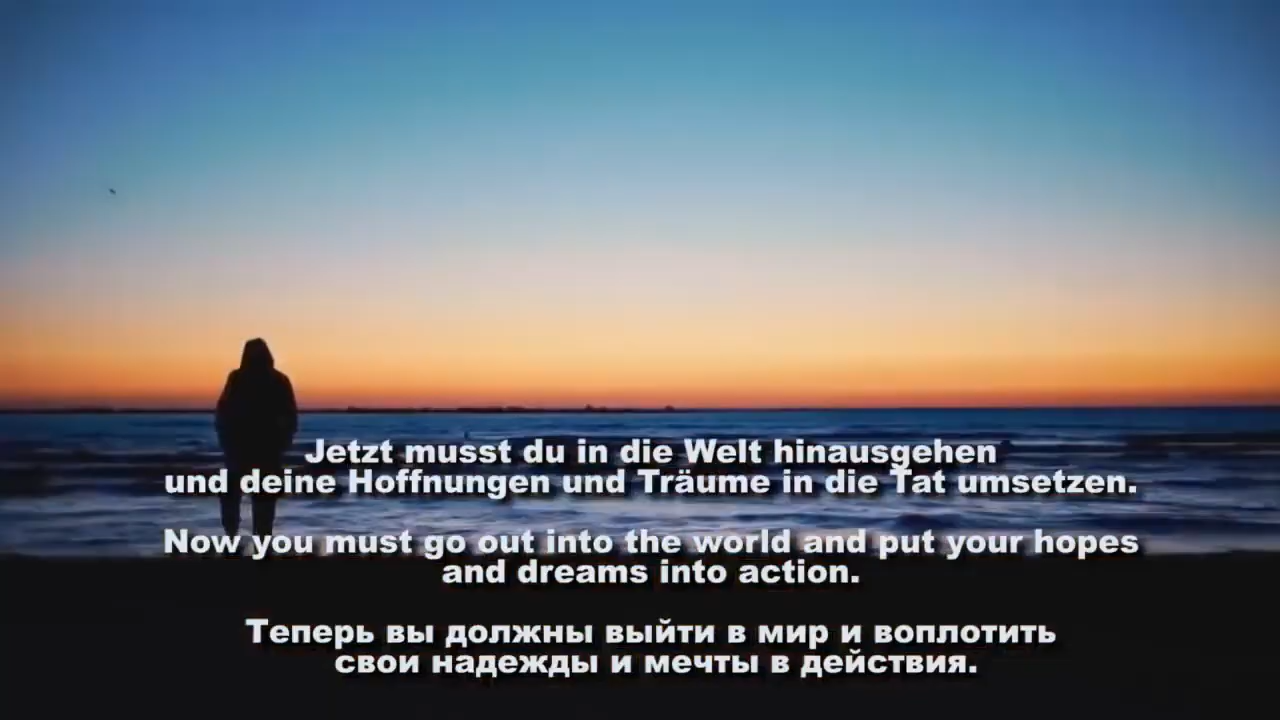 Jetzt musst du in die Welt hinausgehen
und deine Hoffnungen und Träume in die Tat umsetzen.
Now you must go out into the world and put your hopes
and dreams into action.
Теперь вы должны выйти в мир и воплотить
свои надежды и мечты в действия.